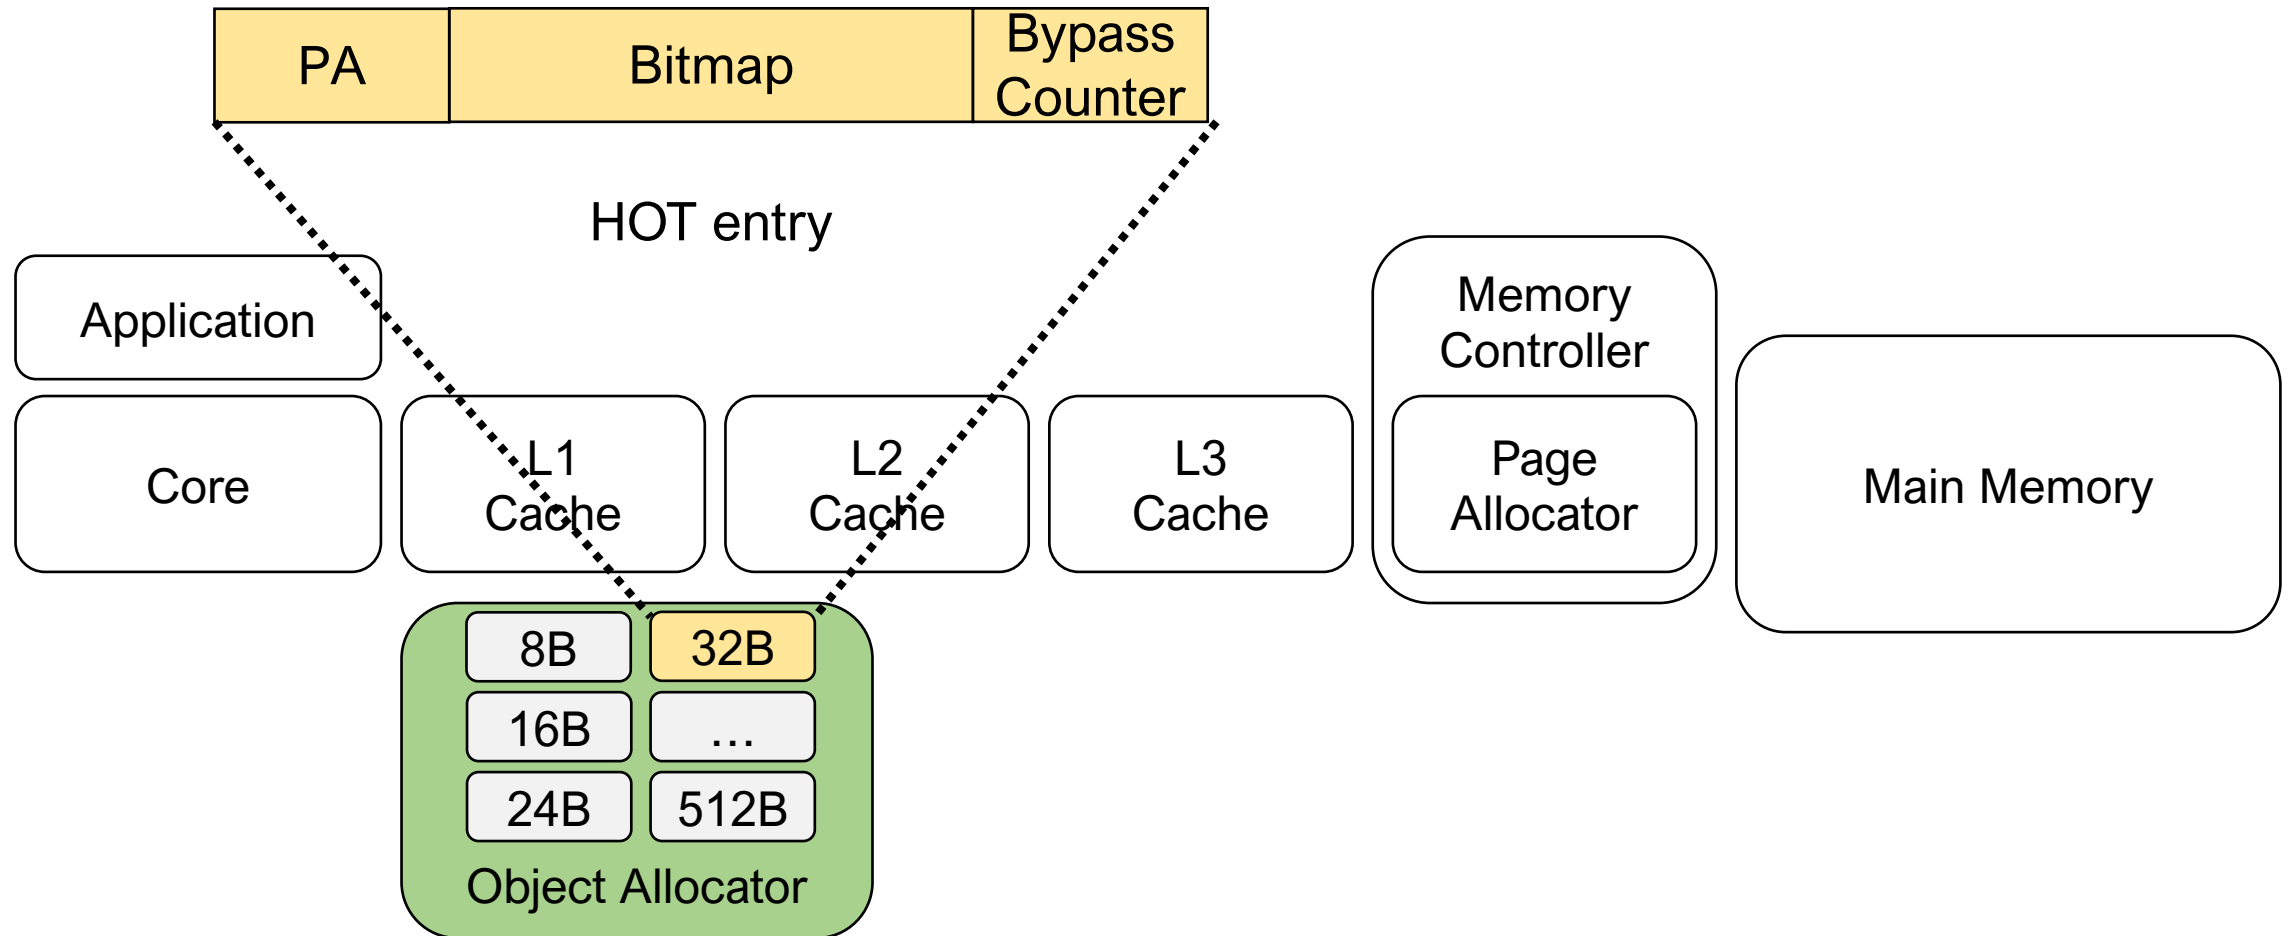 PA
Bitmap
Bypass
Counter
HOT entry
Application
Core
L1
Cache
L2
Cache
L3
Cache
Memory
Controller
Page
Allocator
Main Memory
8B
32B
16B
...
24B
512B
Object Allocator